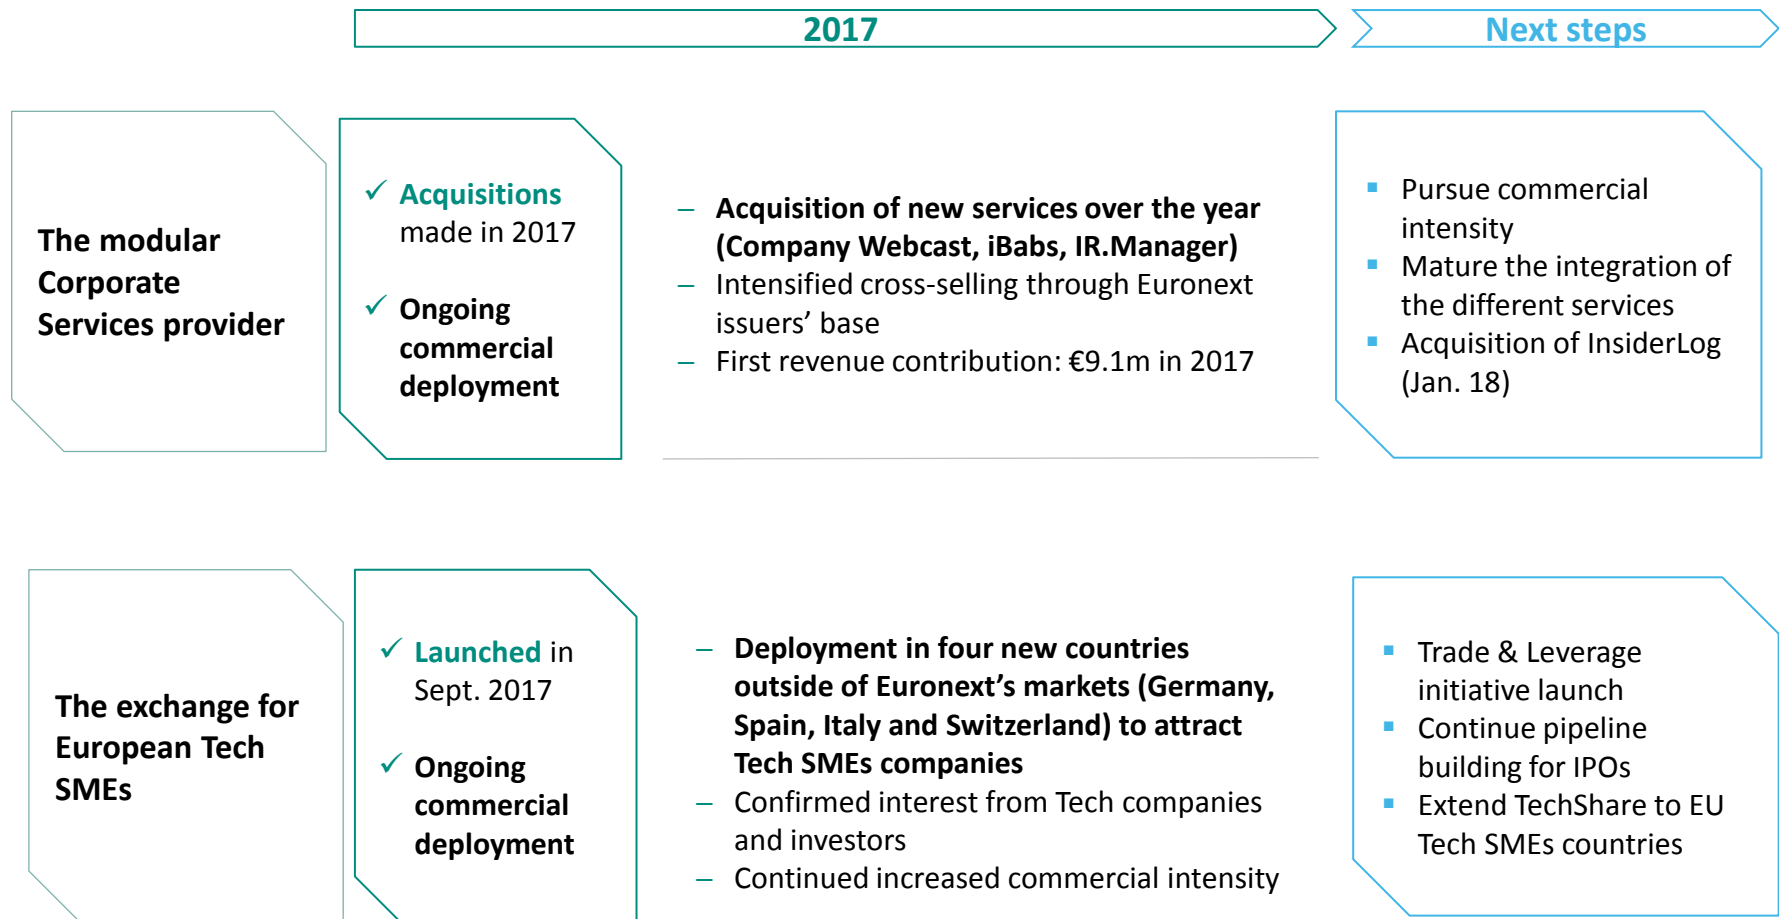 2017
Next steps
The modular
Corporate
Services provider
✓ Acquisitions
made in 2017
✓ Ongoing
commercial
deployment
– Acquisition of new services over the year
(Company Webcast, iBabs, IR.Manager)
– Intensified cross-selling through Euronext
issuers’ base
– First revenue contribution: €9.1m in 2017
▪ Pursue commercial
intensity
▪ Mature the integration of
the different services
▪ Acquisition of InsiderLog
(Jan. 18)
The exchange for
European Tech
SMEs
✓ Launched in
Sept. 2017
✓ Ongoing
commercial
deployment
– Deployment in four new countries
outside of Euronext’s markets (Germany,
Spain, Italy and Switzerland) to attract
Tech SMEs companies
– Confirmed interest from Tech companies
and investors
– Continued increased commercial intensity
▪ Trade & Leverage
initiative launch
▪ Continue pipeline
building for IPOs
▪ Extend TechShare to EU
Tech SMEs countries